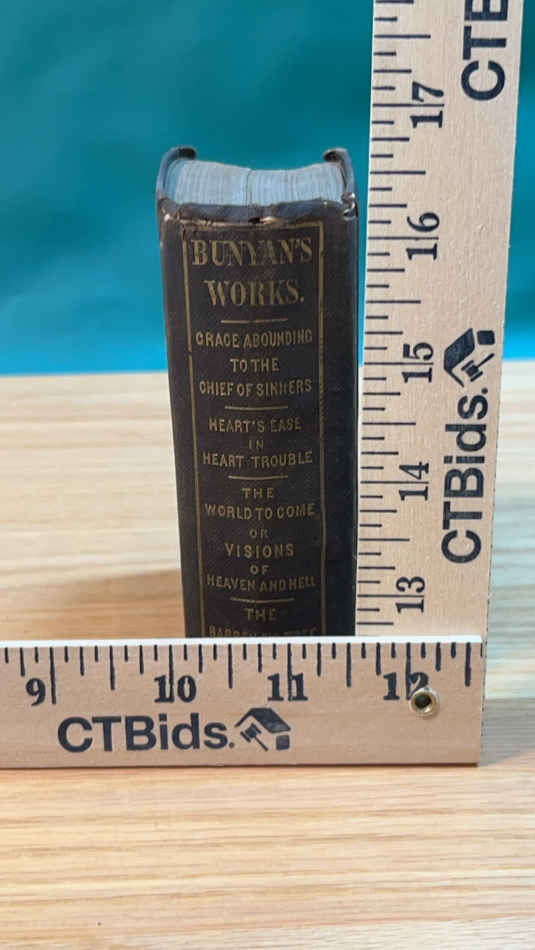 BUNYAN'S
WORKS.
GRACE ABOUNDING
TO THE
CHIEF OF SINNERS
HEART'S EASE
IN
HEART TROUBLE
THE
WORLD TO COME
OR
VISIONS
OF
HEAVEN AND HELL
THE
CTB
17
16
15
14
13
CTBids.
9 10 11 12
CTBids.